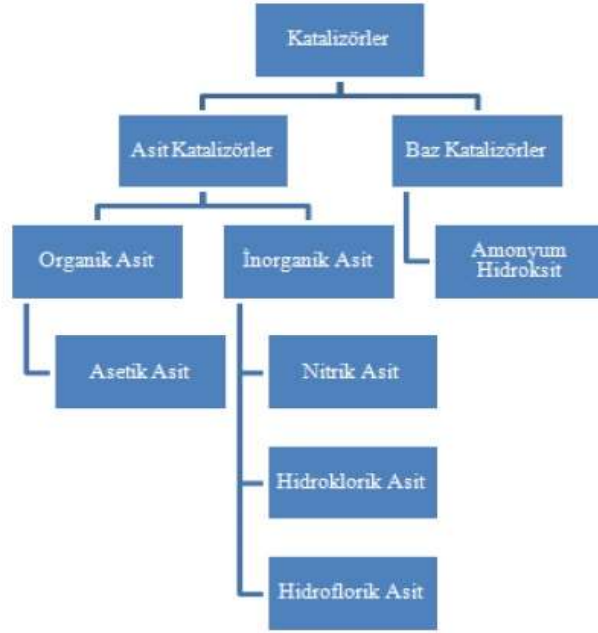 Katalizörler
Asit Katalizörler
Baz Katalizörler
Organik Asit
İnorganik Asit
Amonyum
Hidroksit
Asetik Asit
Nitrik Asit
Hidroklorik Asit
Hidroflorik Asit